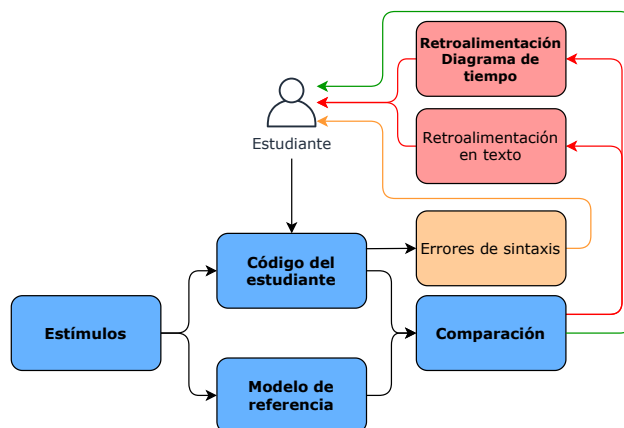 Retroalimentación
Diagrama de
tiempo
Estudiante
Retroalimentación
en texto
Código del
estudiante
Errores de sintaxis
Estímulos
Comparación
Modelo de
referencia